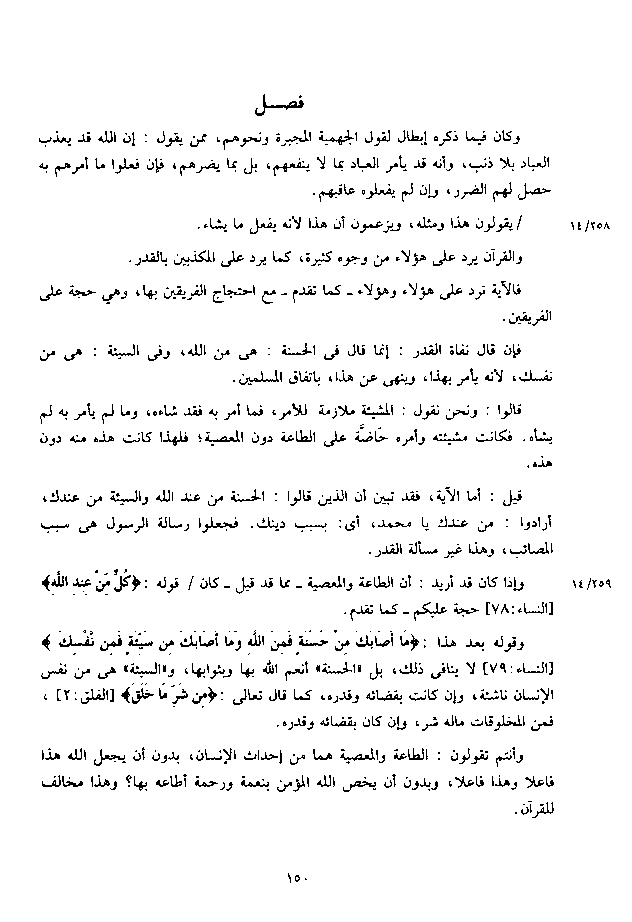 فصــل
وكان فيما ذكره إبطال لقول الجهمية المجبرة ونحوهم، ممن يقول : إن الله قد يعذب
العباد بلا ذنب، وأنه قد يأمر العباد بما لا ينفعهم، بل بما يضرهم، فإن فعلوا ما أمرهم به
حصل لهم الضرر، وإن لم يفعلوه عاقبهم.
١٤/٢٥٨ / يقولون هذا ومثله، ويزعمون أن هذا لأنه يفعل ما يشاء.
والقرآن يرد على هؤلاء من وجوه كثيرة، كما يرد على المكذبين بالقدر.
فالآية ترد على هؤلاء وهؤلاء ـ كما تقدم ـ مع احتجاج الفريقين بها، وهي حجة على
الفريقين.
فإن قال نفاة القدر : إنما قال فى الحسنة : هى من الله، وفى السيئة : هى من
نفسك، لأنه يأمر بهذا، وينهى عن هذا، باتفاق المسلمين.
قالوا : ونحن نقول : المشيئة ملازمة للأمر، فما أمر به فقد شاءه، وما لم يأمر به لم
يشأه. فكانت مشيئته وأمره حَاضَّة على الطاعة دون المعصية؛ فلهذا كانت هذه منه دون
هذه.
قيل : أما الآية، فقد تبين أن الذين قالوا : الحسنة من عند الله والسيئة من عندك،
أرادوا : من عندك يا محمد، أى: بسبب دينك. فجعلوا رسالة الرسول هى سبب
المصائب، وهذا غير مسألة القدر.
١٤/٢٥٩ وإذا كان قد أريد : أن الطاعة والمعصية ـ مما قد قيل ـ كان / قوله :﴿كُلٌّ مِّنْ عِندِ اللَّهِ﴾
[النساء:٧٨] حجة عليكم ـ كما تقدم.
وقوله بعد هذا :﴿مَا أَصَابَكَ مِنْ حَسَنَةٍ فَمِنَ اللَّهِ وَمَا أَصَابَكَ مِن سَيِّئَةٍ فَمِن نَّفْسِكَ﴾
[النساء:٧٩] لا ينافى ذلك، بل «الحسنة» أنعم الله بها وبثوابها، و«السيئة» هى من نفس
الإنسان ناشئة، وإن كانت بقضائه وقدره، كما قال تعالى :﴿مِن شَرِّ مَا خَلَقَ﴾ [الفلق:٢] ،
فمن المخلوقات ماله شر، وإن كان بقضائه وقدره.
وأنتم تقولون : الطاعة والمعصية هما من إحداث الإنسان، بدون أن يجعل الله هذا
فاعلا وهذا فاعلا، وبدون أن يخص الله المؤمن بنعمة ورحمة أطاعه بها؟ وهذا مخالف
للقرآن.
١٥٠